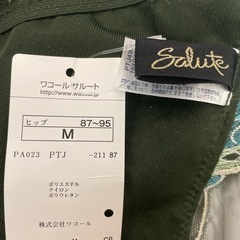 ワコール サルート
http://www.wacoal.jp
ヒップ 87~95
M
PA023 PTJ -211 87
ポリエステル
ナイロン
ポリウレタン
株式会社ワコール
Salute